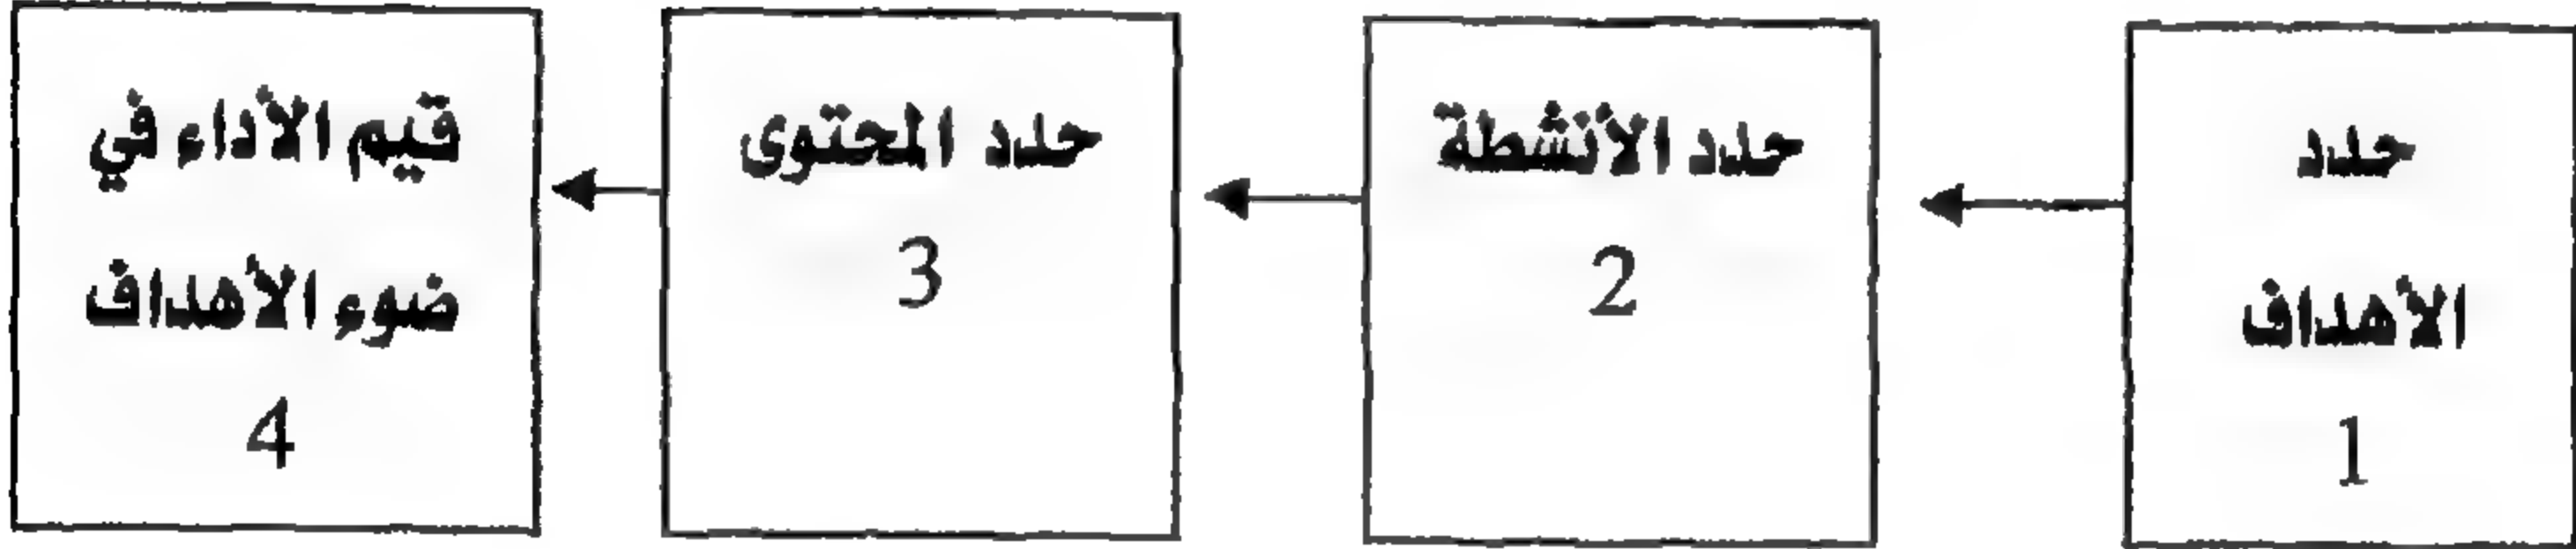 حدد
الأهداف
1
حدد الأنشطة
2
حدد المحتوى
3
قيم الأداء في
ضوء الأهداف
4